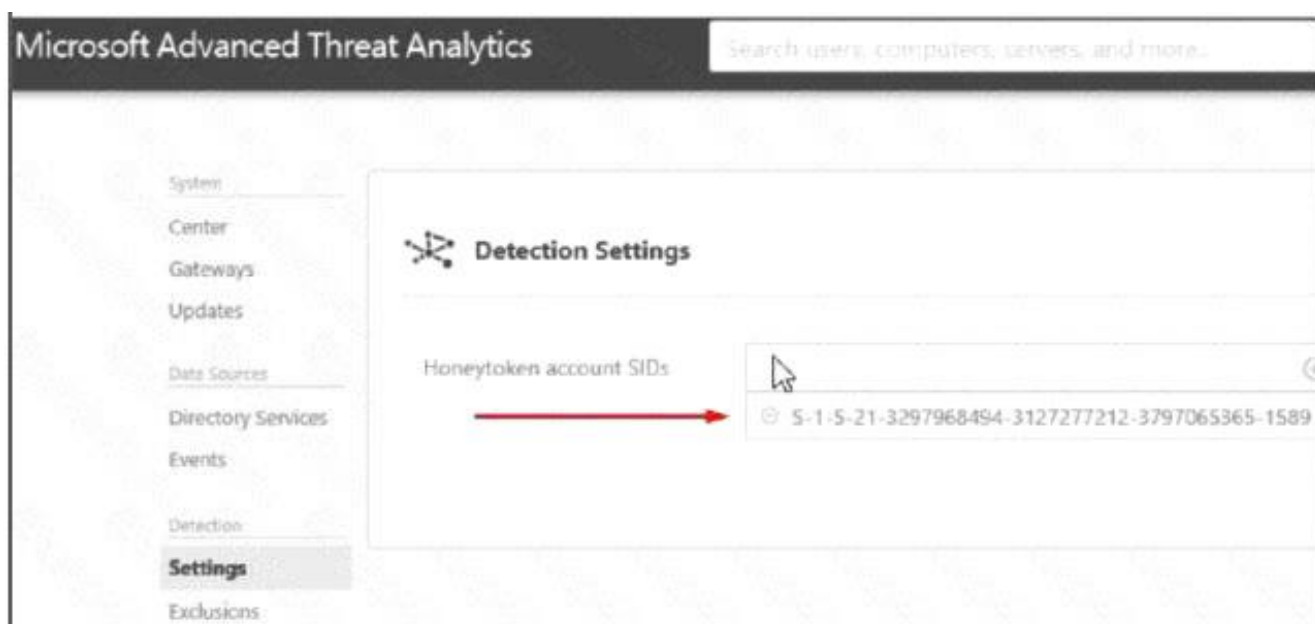 Microsoft Advanced Threat Analytics
Search users, computers, servers, and more...
System
Center
Gateways
Updates
Data Sources
Directory Services
Events
Detection
Settings
Exclusions
Detection Settings
Honeytoken account SIDs
S-1-5-21-3297968494-3127277212-3797065365-1589